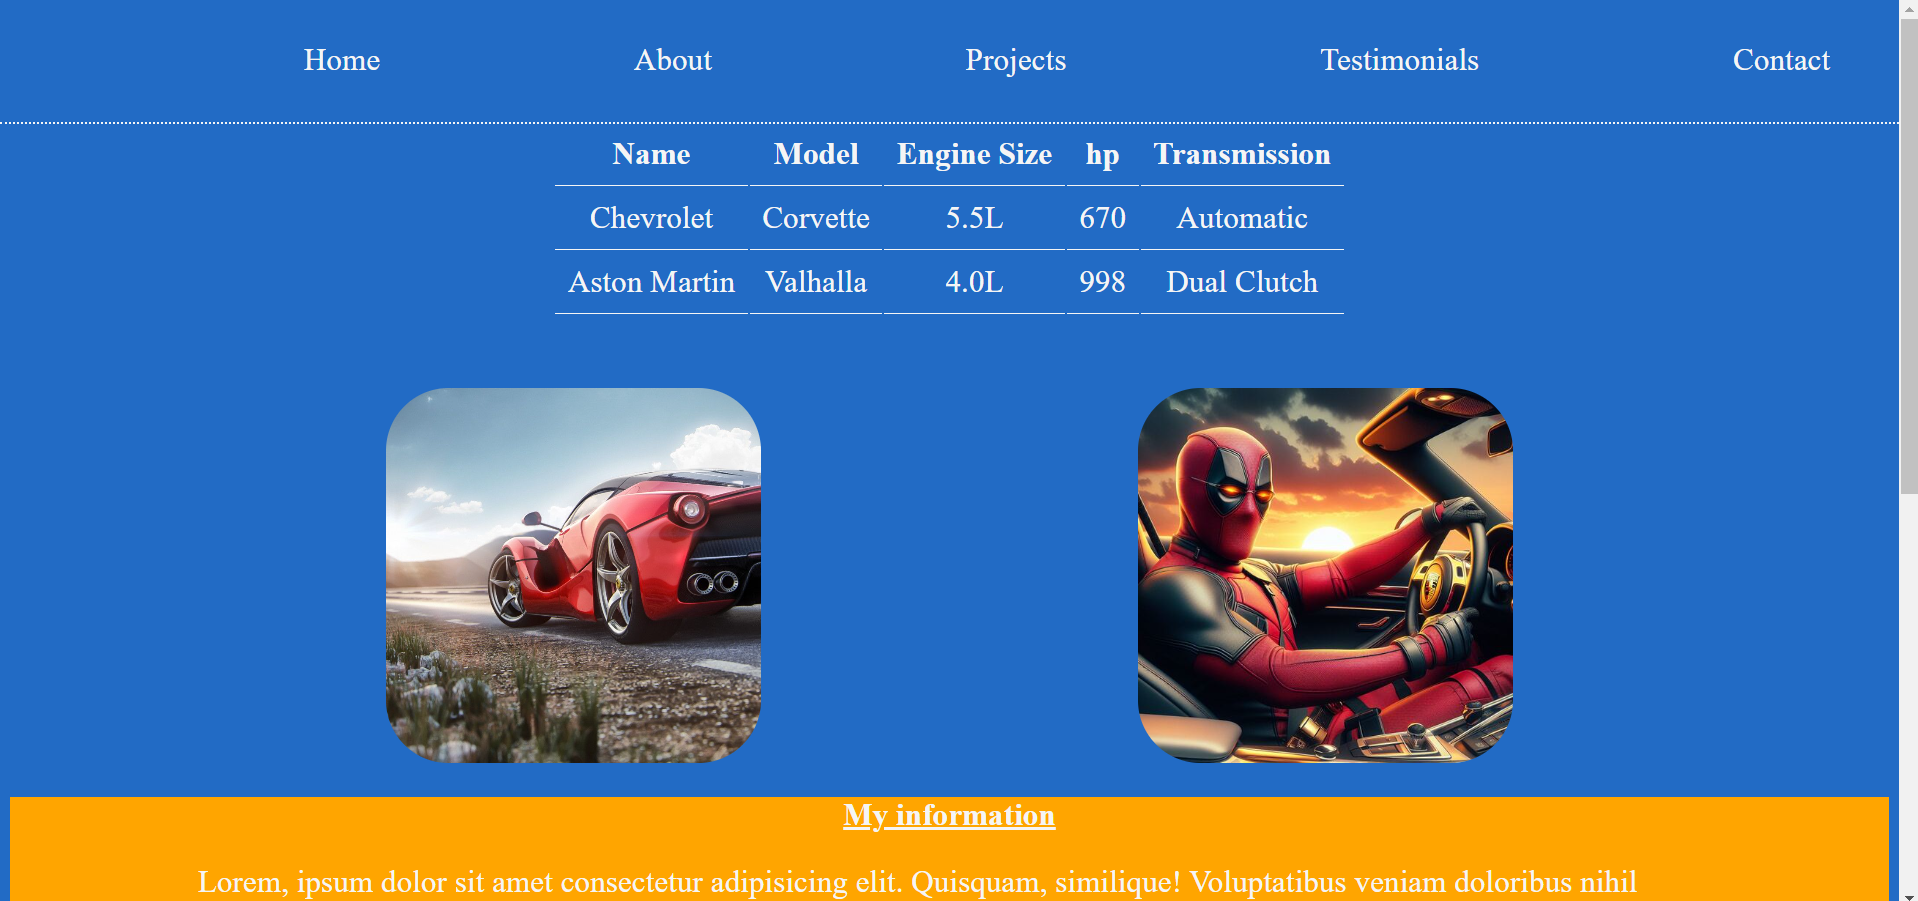 Home About Projects Testimonials Contact
Name Model Engine Size hp Transmission
Chevrolet Corvette 5.5L 670 Automatic
Aston Martin Valhalla 4.0L 998 Dual Clutch
My information
Lorem, ipsum dolor sit amet consectetur adipisicing elit. Quisquam, similique! Voluptatibus veniam doloribus nihil